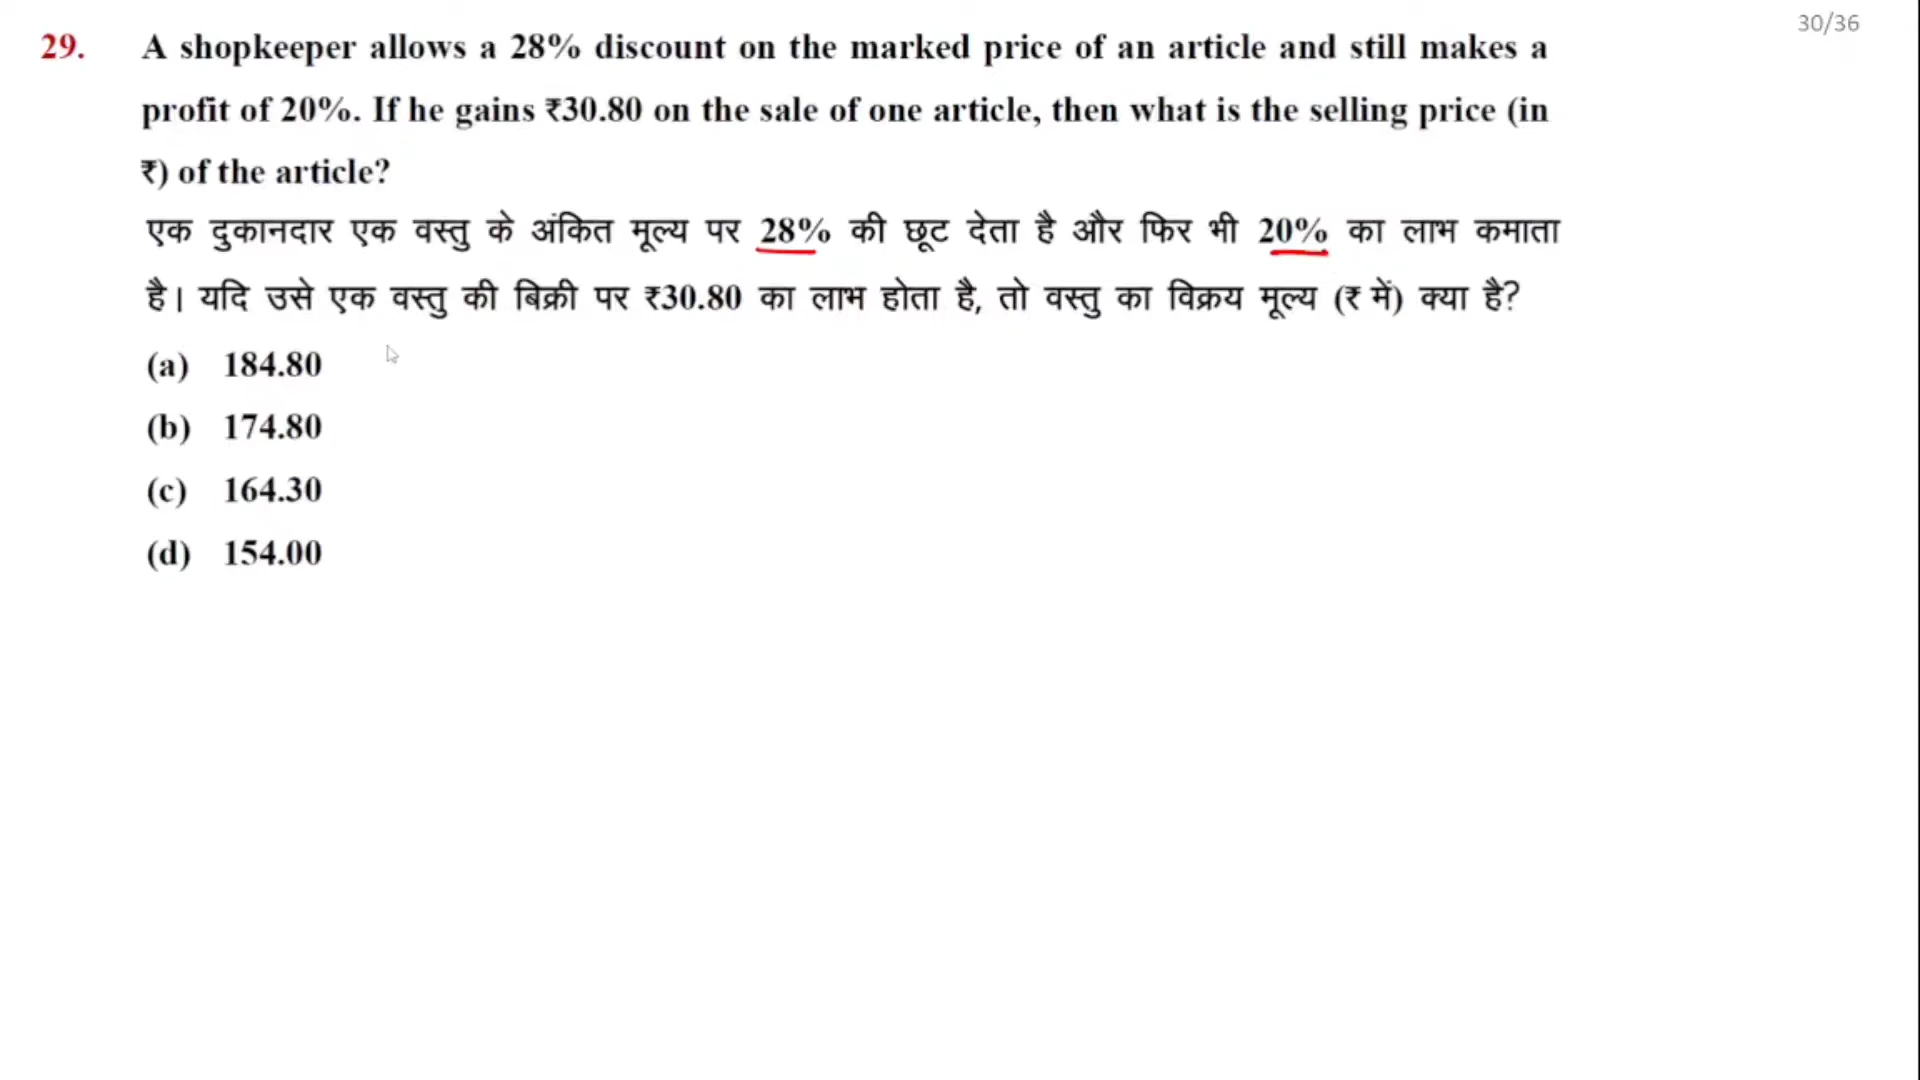 30/36
29. A shopkeeper allows a 28% discount on the marked price of an article and still makes a
profit of 20%. If he gains ₹30.80 on the sale of one article, then what is the selling price (in
₹) of the article?
एक दुकानदार एक वस्तु के अंकित मूल्य पर 28% की छूट देता है और फिर भी 20% का लाभ कमाता
है। यदि उसे एक वस्तु की बिक्री पर ₹30.80 का लाभ होता है, तो वस्तु का विक्रय मूल्य (₹ में) क्या है?
(a) 184.80
(b) 174.80
(c) 164.30
(d) 154.00